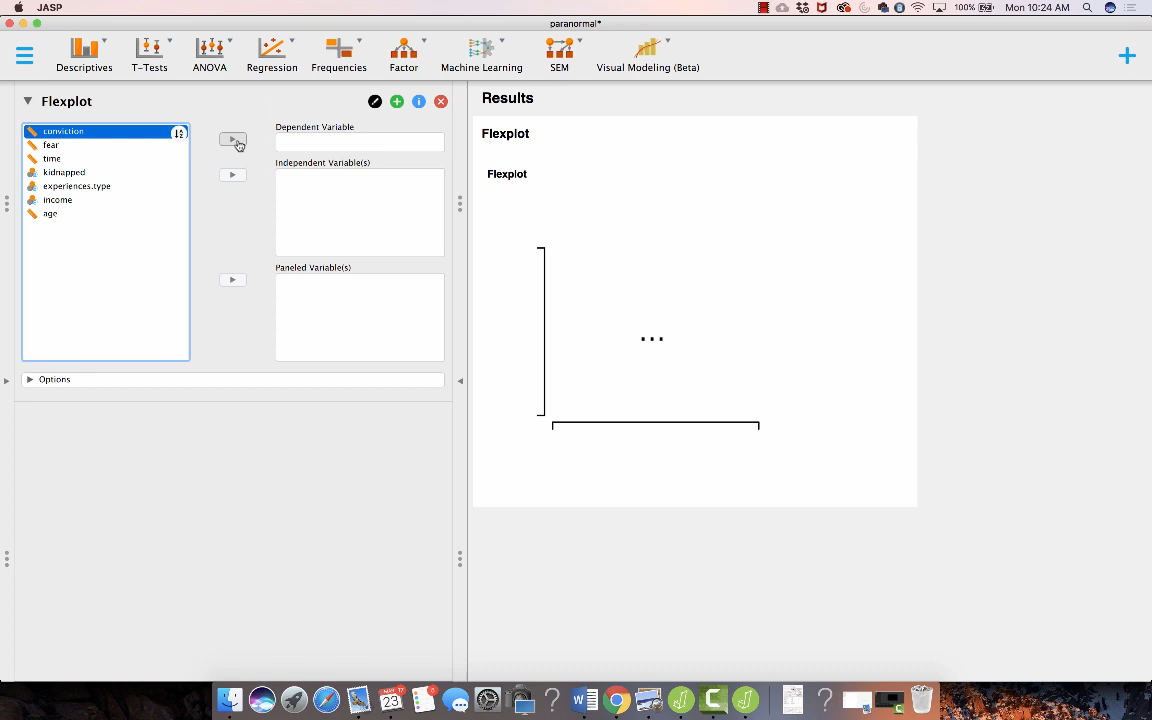 JASP
100%
Mon 10:24 AM
paranormal*
Descriptives
T-Tests
ANOVA
Regression
Frequencies
Factor
Machine Learning
SEM
Visual Modeling (Beta)
Flexplot
conviction
fear
time
kidnapped
experiences.type
income
age
Dependent Variable
Independent Variable(s)
Paneled Variable(s)
Options
Results
Flexplot
Flexplot
...